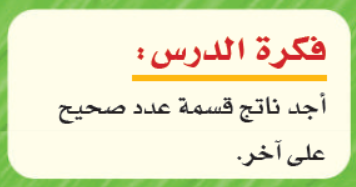 فكرة الدرس:
أجد ناتج قسمة عدد صحيح
على آخر.